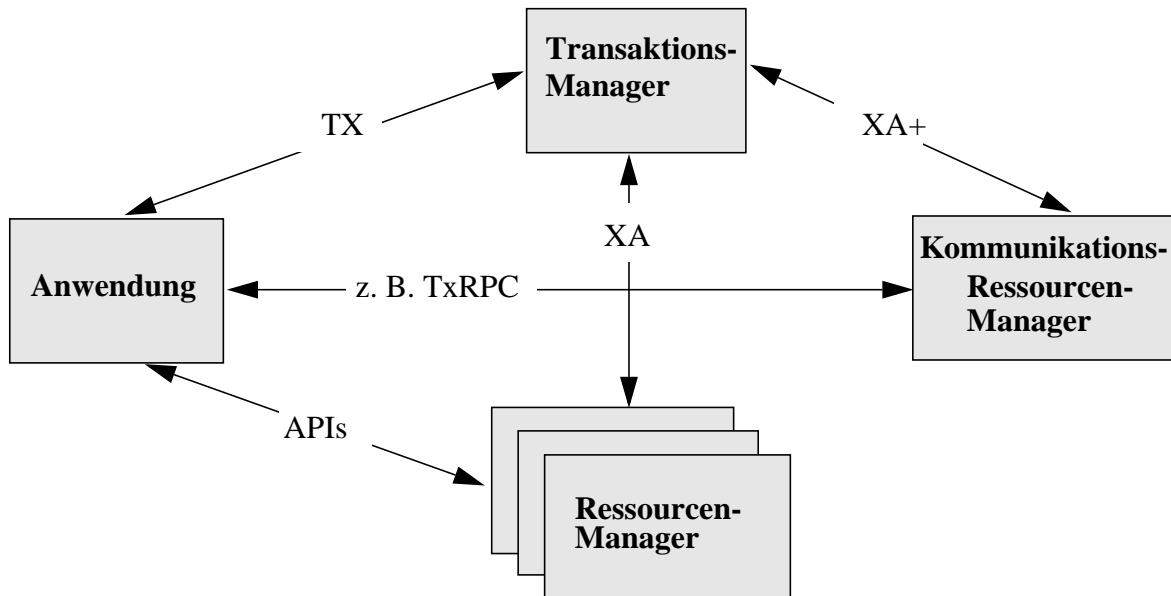 Transaktions-
Manager
TX
XA+
XA
Anwendung
z. B. TxRPC
Kommunikations-
Ressourcen-
Manager
APIs
Ressourcen-
Manager